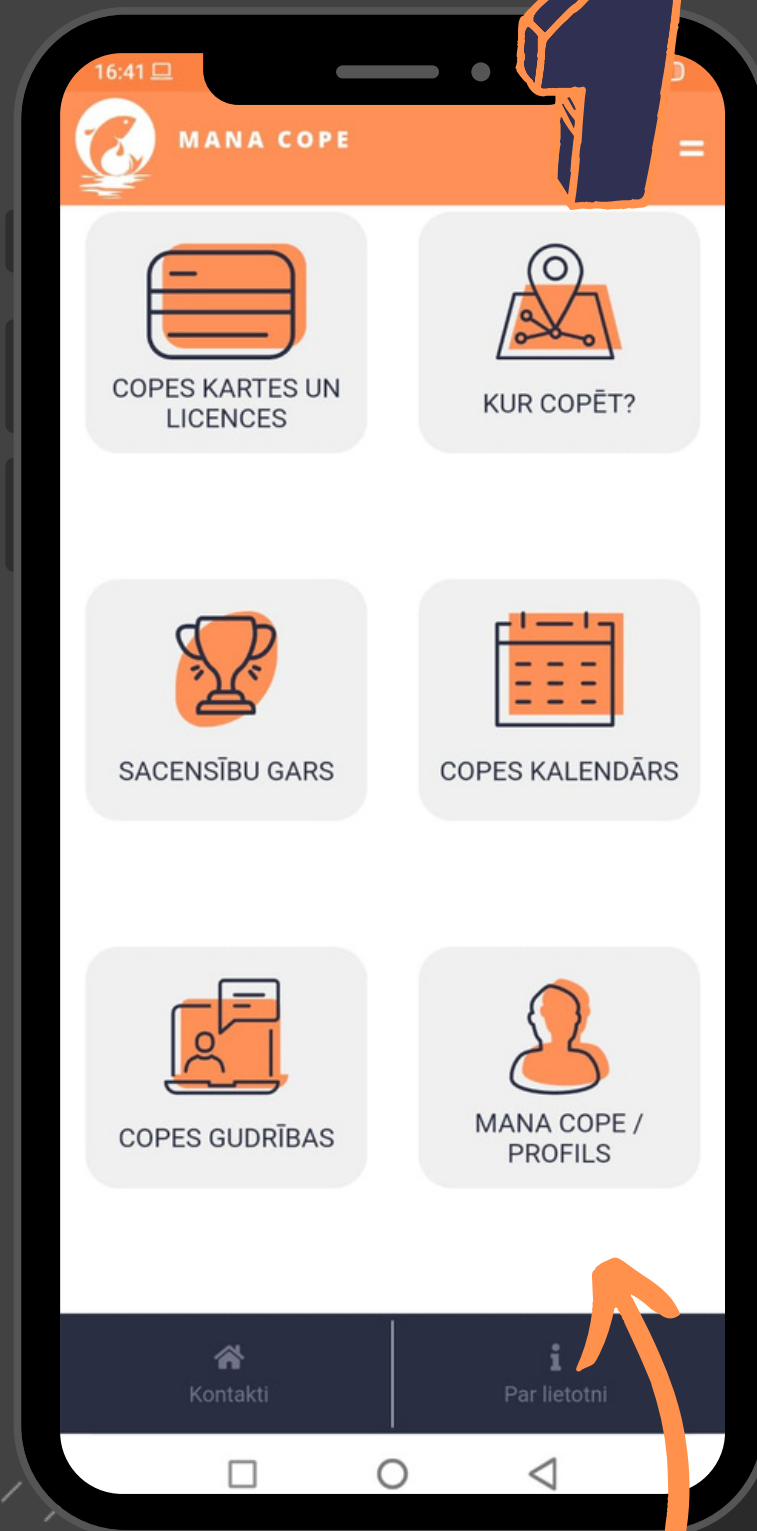 1
16:41
MANA COPE
COPES KARTES UN
LICENCES
KUR COPĒT?
SACENSĪBU GARS
COPES KALENDĀRS
COPES GUDRĪBAS
MANA COPE /
PROFILS
Kontakti
Par lietotni